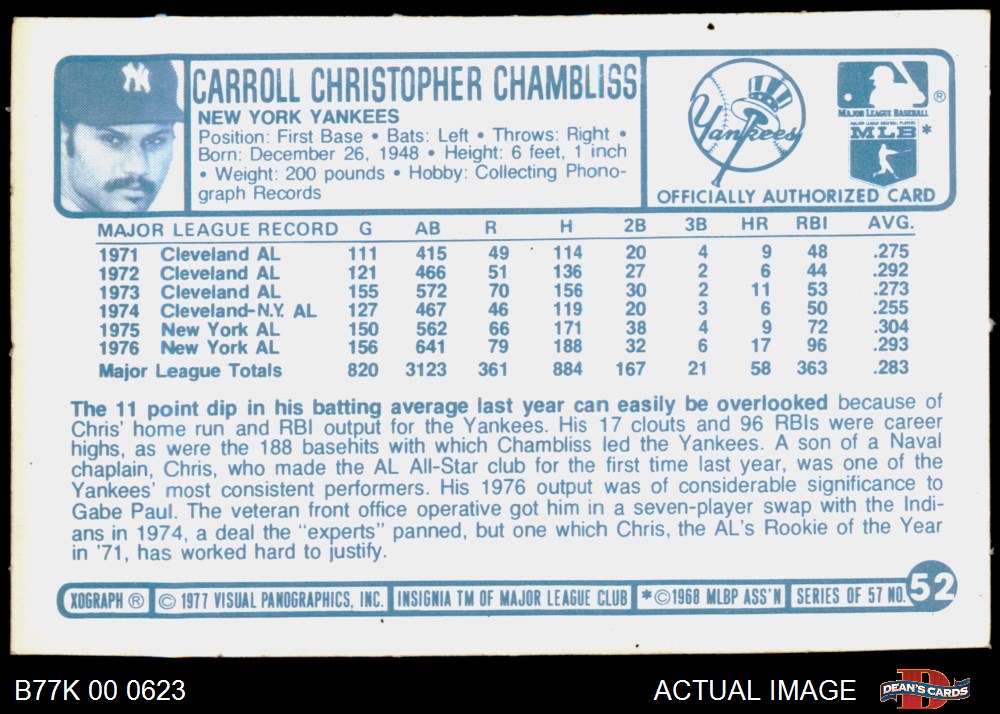 NY
CARROLL CHRISTOPHER CHAMBLISS
NEW YORK YANKEES
Position: First Base • Bats: Left • Throws: Right •
Born: December 26, 1948 • Height: 6 feet, 1 inch
• Weight: 200 pounds • Hobby: Collecting Phono-
graph Records
Yankees
MAJOR LEAGUE BASEBALL ®
MAJOR LEAGUE BASEBALL PLAYERS
MLB *
OFFICIALLY AUTHORIZED CARD
MAJOR LEAGUE RECORD G AB R H 2B 3B HR RBI AVG.
1971 Cleveland AL 111 415 49 114 20 4 9 48 .275
1972 Cleveland AL 121 466 51 136 27 2 6 44 .292
1973 Cleveland AL 155 572 70 156 30 2 11 53 .273
1974 Cleveland-N.Y. AL 127 467 46 119 20 3 6 50 .255
1975 New York AL 150 562 66 171 38 4 9 72 .304
1976 New York AL 156 641 79 188 32 6 17 96 .293
Major League Totals 820 3123 361 884 167 21 58 363 .283
The 11 point dip in his batting average last year can easily be overlooked because of
Chris' home run and RBI output for the Yankees. His 17 clouts and 96 RBIs were career
highs, as were the 188 basehits with which Chambliss led the Yankees. A son of a Naval
chaplain, Chris, who made the AL All-Star club for the first time last year, was one of the
Yankees' most consistent performers. His 1976 output was of considerable significance to
Gabe Paul. The veteran front office operative got him in a seven-player swap with the Indi-
ans in 1974, a deal the "experts" panned, but one which Chris, the AL's Rookie of the Year
in '71, has worked hard to justify.
XOGRAPH ® © 1977 VISUAL PANOGRAPHICS, INC. INSIGNIA TM OF MAJOR LEAGUE CLUB *©1968 MLBP ASS'N SERIES OF 57 NO. 52
B77K 00 0623 ACTUAL IMAGE D DEAN'S CARDS